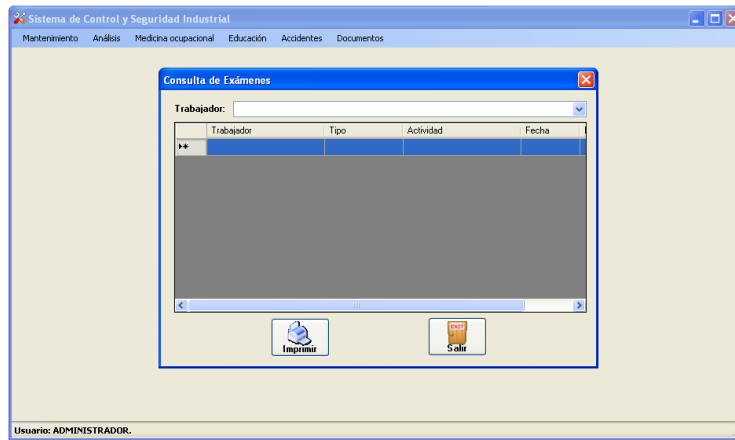 Sistema de Control y Seguridad Industrial
Mantenimiento Análisis Medicina ocupacional Educación Accidentes Documentos
Consulta de Exámenes
Trabajador:
Trabajador Tipo Actividad Fecha
Imprimir
EXIT
Salir
Usuario: ADMINISTRADOR.